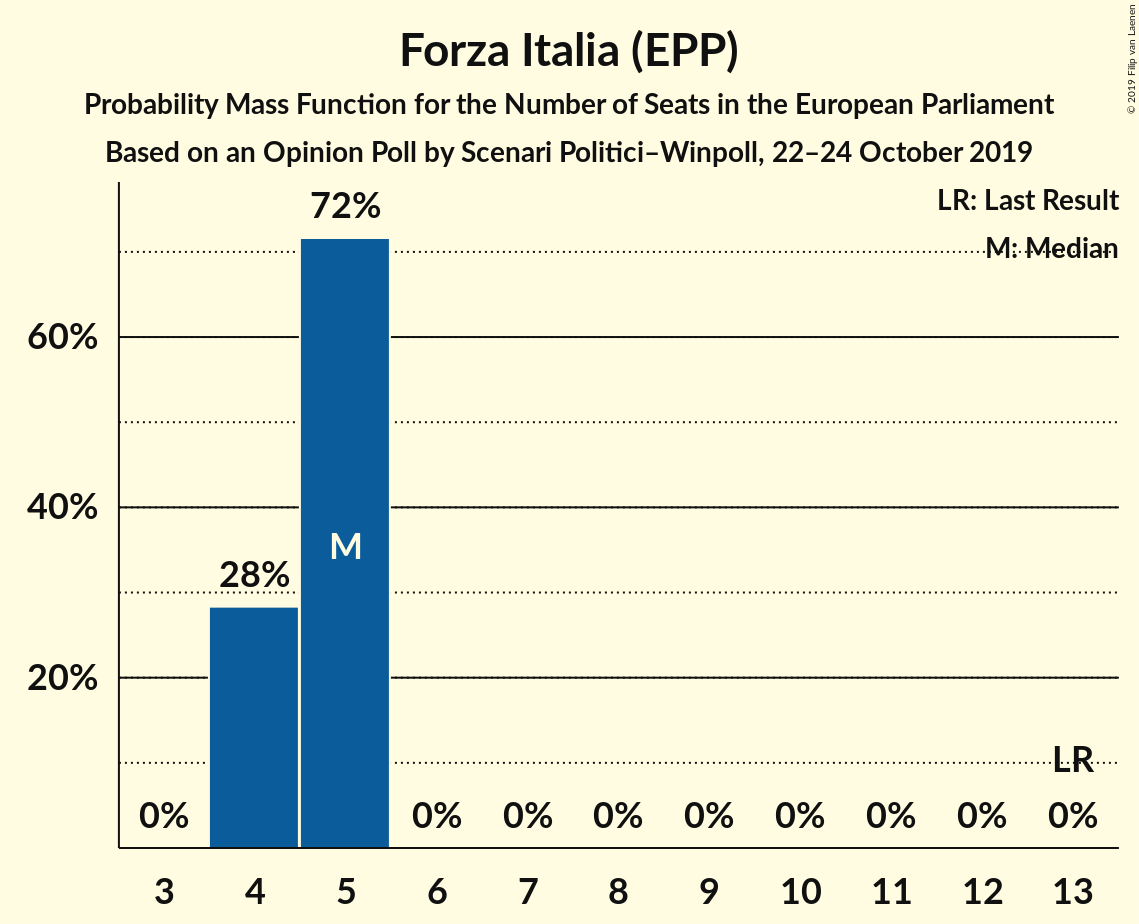 Forza Italia (EPP)
Probability Mass Function for the Number of Seats in the European Parliament
Based on an Opinion Poll by Scenari Politici–Winpoll, 22–24 October 2019
© 2019 Filip van Laenen
LR: Last Result
M: Median
72%
60%
40%
M
28%
20%
LR
0% 0% 0% 0% 0% 0% 0% 0% 0%
3 4 5 6 7 8 9 10 11 12 13